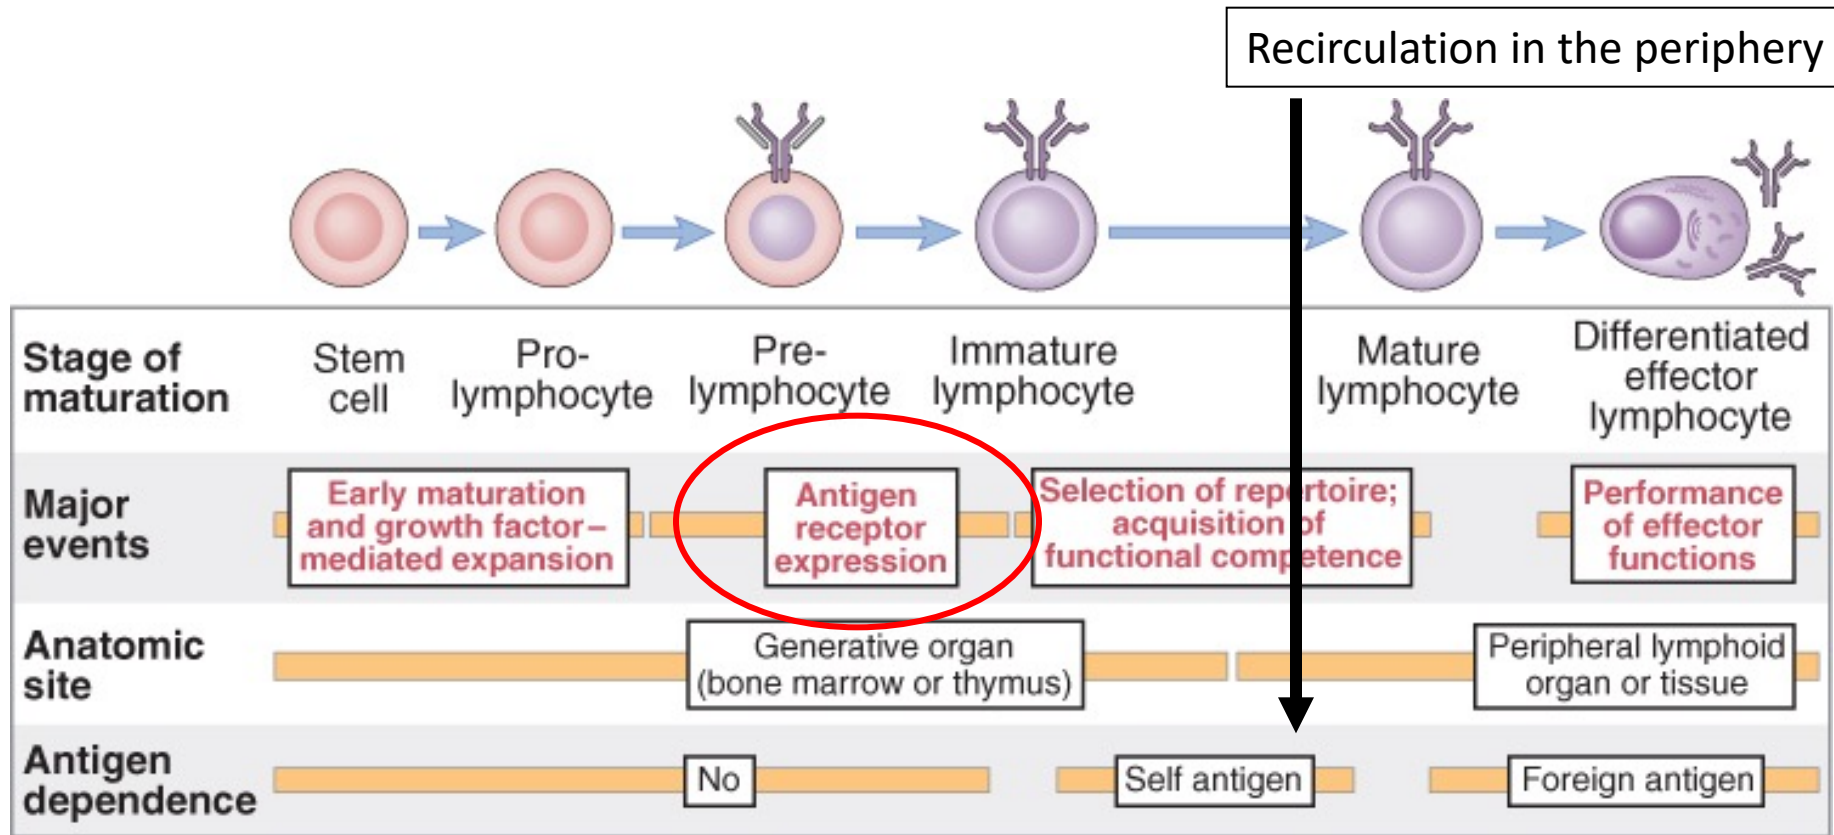 Recirculation in the periphery
Stage of
maturation
Stem
cell
Pro-
lymphocyte
Pre-
lymphocyte
Immature
lymphocyte
Mature
lymphocyte
Differentiated
effector
lymphocyte
Major
events
Early maturation
and growth factor–
mediated expansion
Antigen
receptor
expression
Selection of repertoire;
acquisition of
functional competence
Performance
of effector
functions
Anatomic
site
Generative organ
(bone marrow or thymus)
Peripheral lymphoid
organ or tissue
Antigen
dependence
No
Self antigen
Foreign antigen